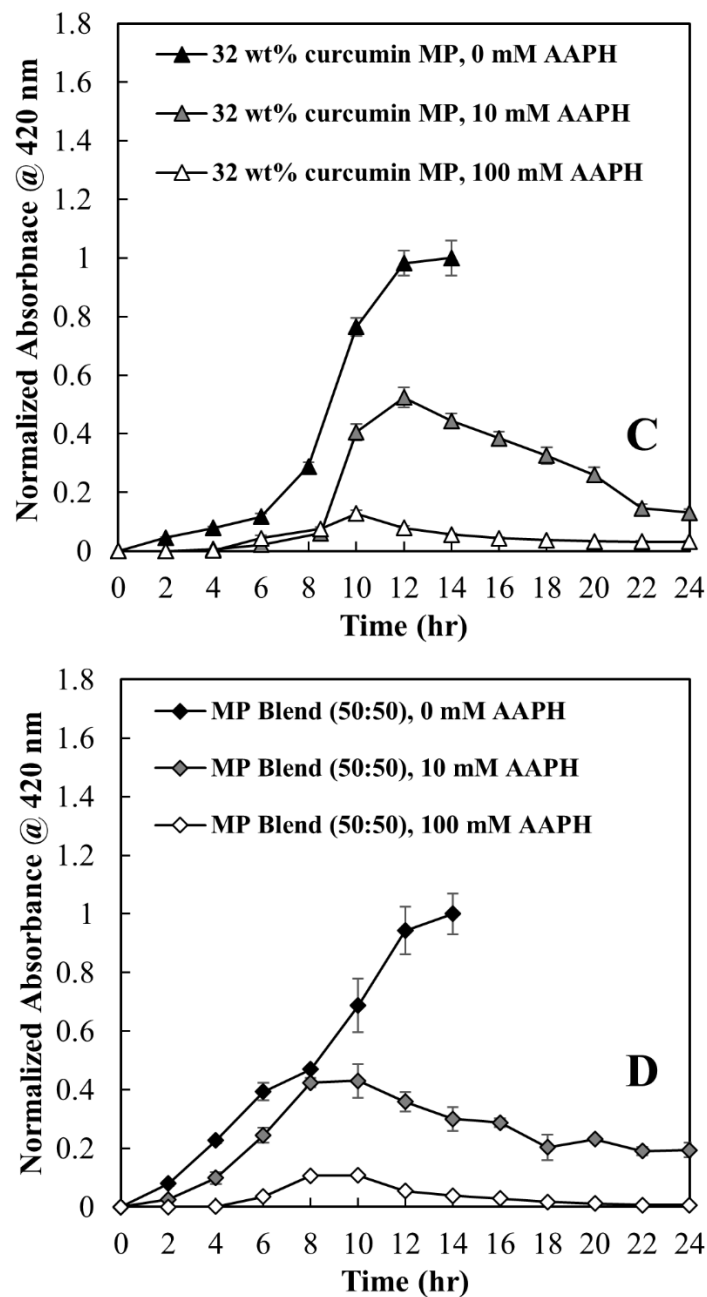 1.8
1.6
1.4
1.2
1
0.8
0.6
0.4
0.2
0
Normalized Absorbnace @ 420 nm
32 wt% curcumin MP, 0 mM AAPH
32 wt% curcumin MP, 10 mM AAPH
32 wt% curcumin MP, 100 mM AAPH
C
0 2 4 6 8 10 12 14 16 18 20 22 24
Time (hr)
1.8
1.6
1.4
1.2
1
0.8
0.6
0.4
0.2
0
Normalized Absorbance @ 420 nm
MP Blend (50:50), 0 mM AAPH
MP Blend (50:50), 10 mM AAPH
MP Blend (50:50), 100 mM AAPH
D
0 2 4 6 8 10 12 14 16 18 20 22 24
Time (hr)